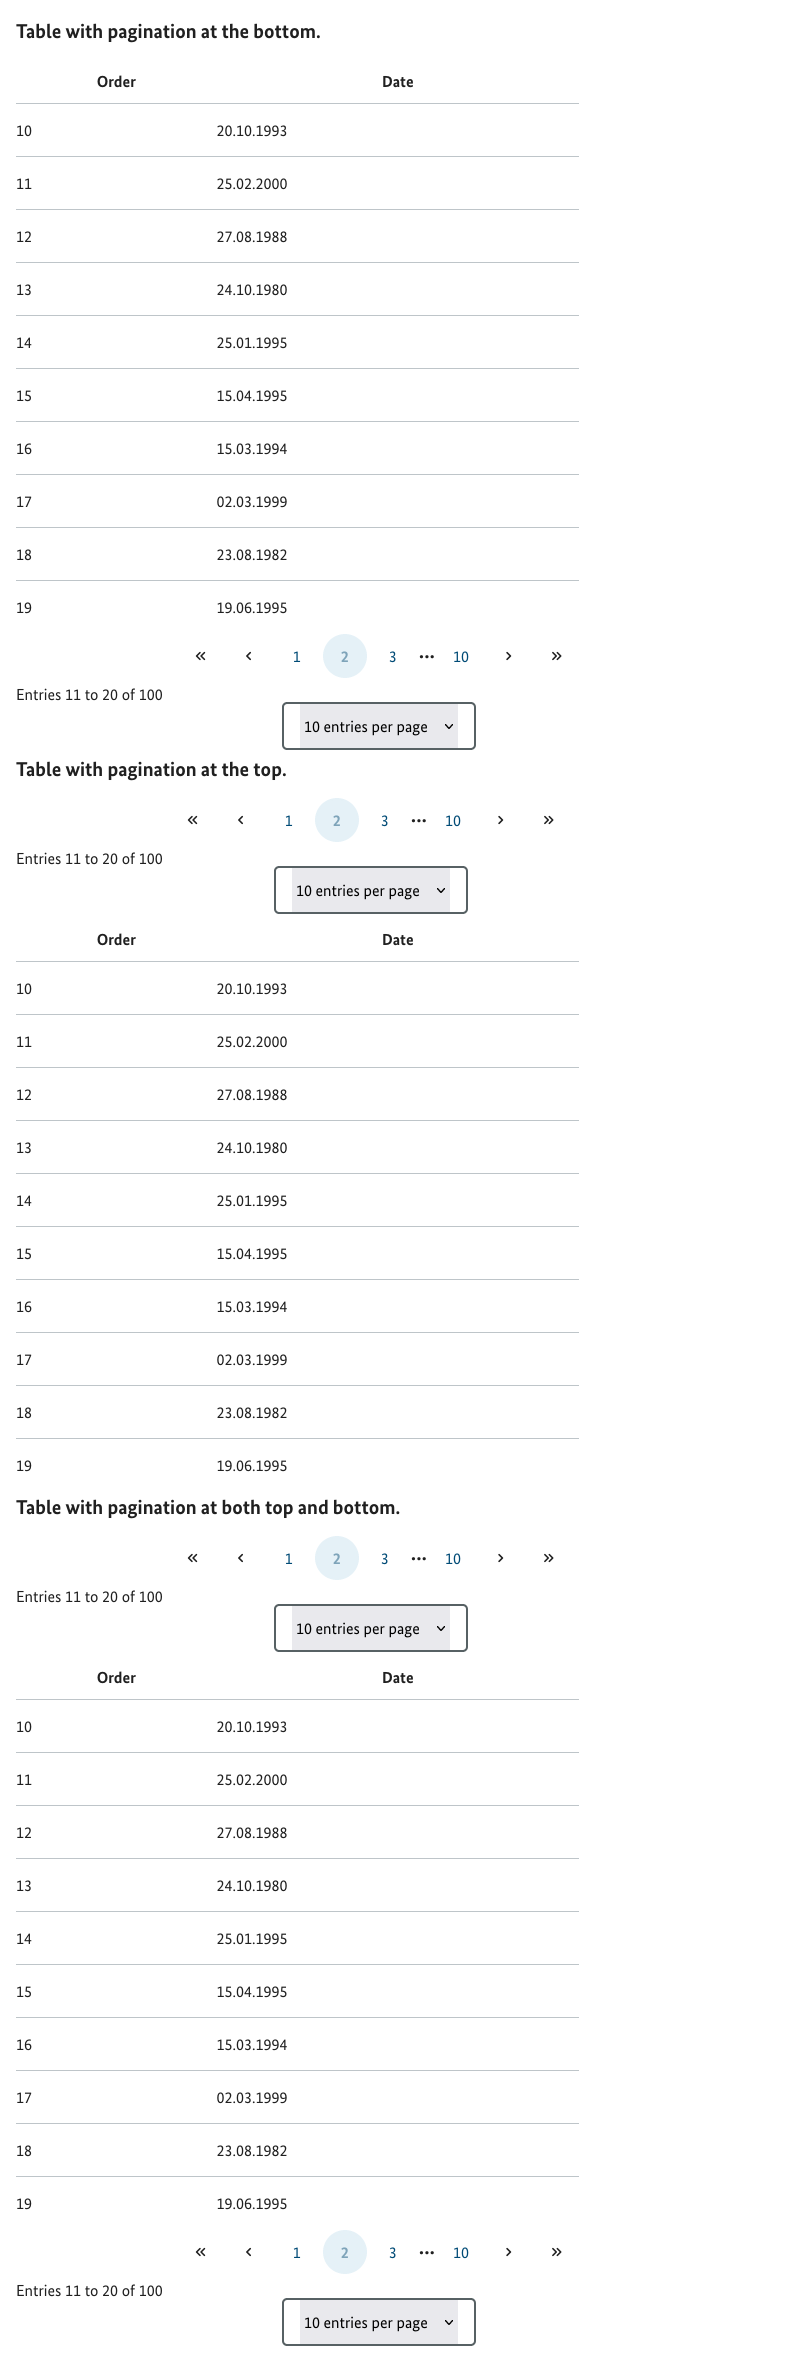 Table with pagination at the bottom.
Order Date
10 20.10.1993
11 25.02.2000
12 27.08.1988
13 24.10.1980
14 25.01.1995
15 15.04.1995
16 15.03.1994
17 02.03.1999
18 23.08.1982
19 19.06.1995
« ‹ 1 2 3 ••• 10 › »
Entries 11 to 20 of 100
10 entries per page
Table with pagination at the top.
« ‹ 1 2 3 ••• 10 › »
Entries 11 to 20 of 100
10 entries per page
Order Date
10 20.10.1993
11 25.02.2000
12 27.08.1988
13 24.10.1980
14 25.01.1995
15 15.04.1995
16 15.03.1994
17 02.03.1999
18 23.08.1982
19 19.06.1995
Table with pagination at both top and bottom.
« ‹ 1 2 3 ••• 10 › »
Entries 11 to 20 of 100
10 entries per page
Order Date
10 20.10.1993
11 25.02.2000
12 27.08.1988
13 24.10.1980
14 25.01.1995
15 15.04.1995
16 15.03.1994
17 02.03.1999
18 23.08.1982
19 19.06.1995
« ‹ 1 2 3 ••• 10 › »
Entries 11 to 20 of 100
10 entries per page